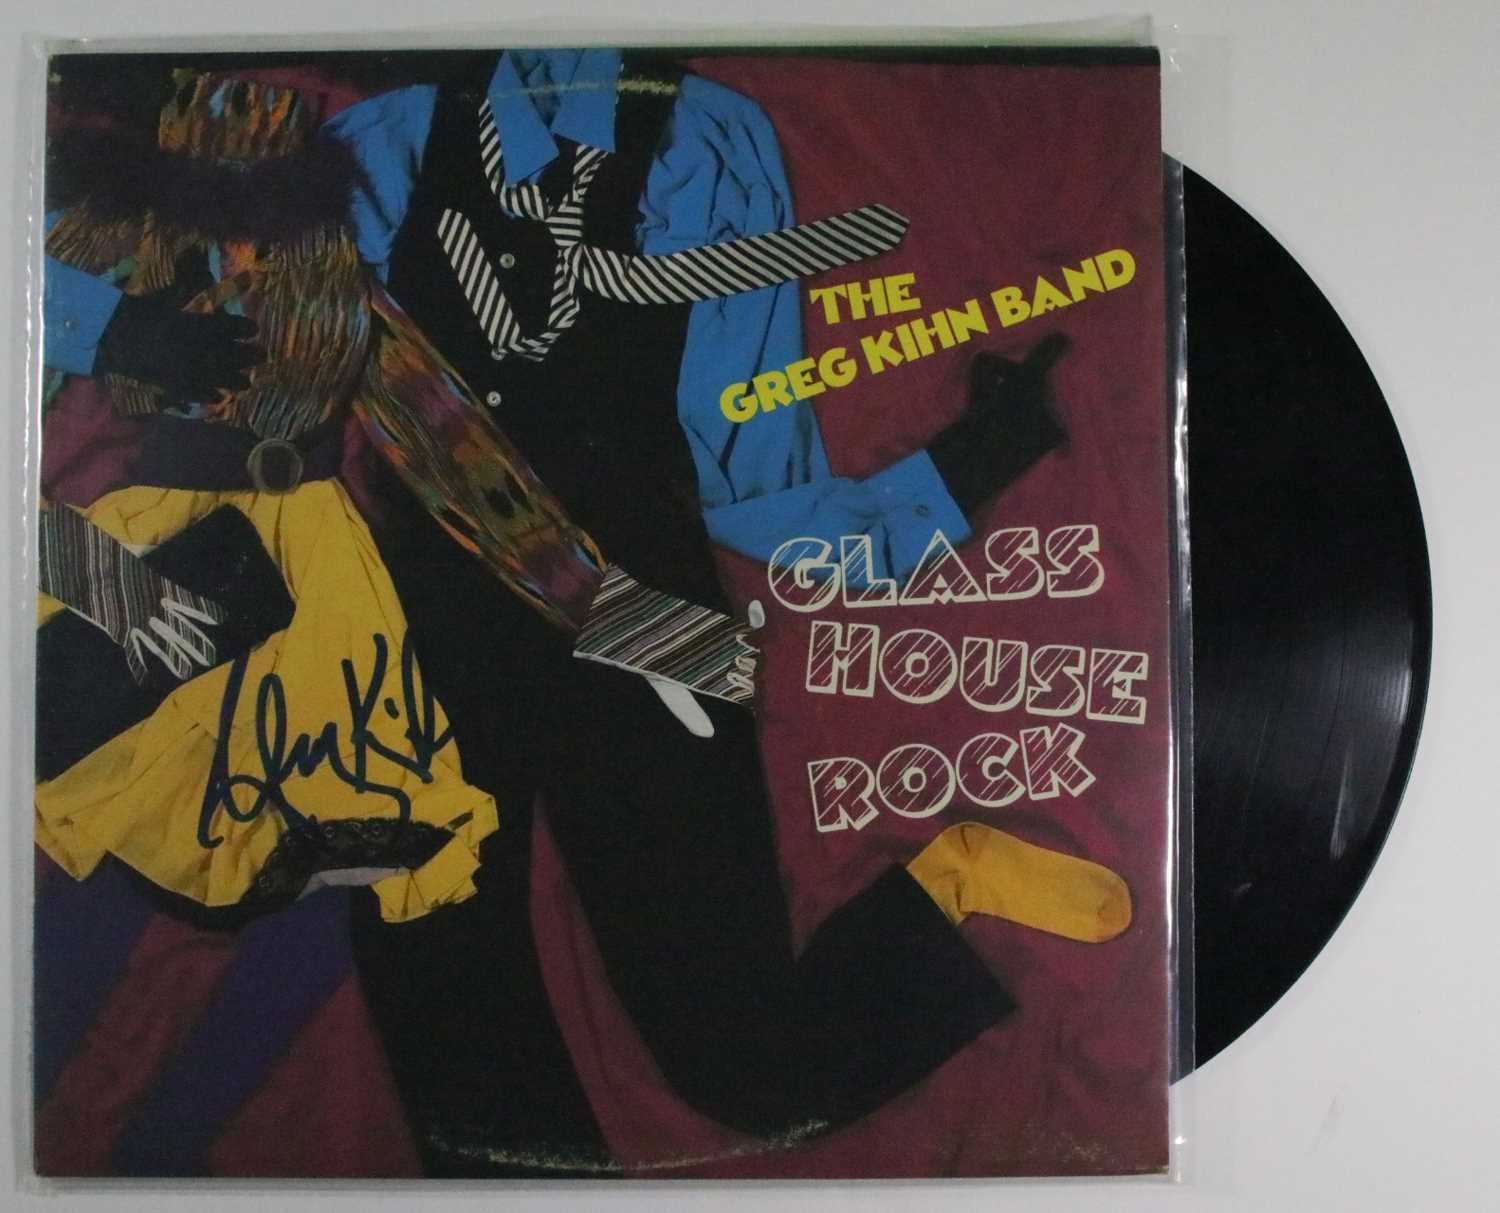 THE
GREG KIHN BAND
GLASS
HOUSE
ROCK